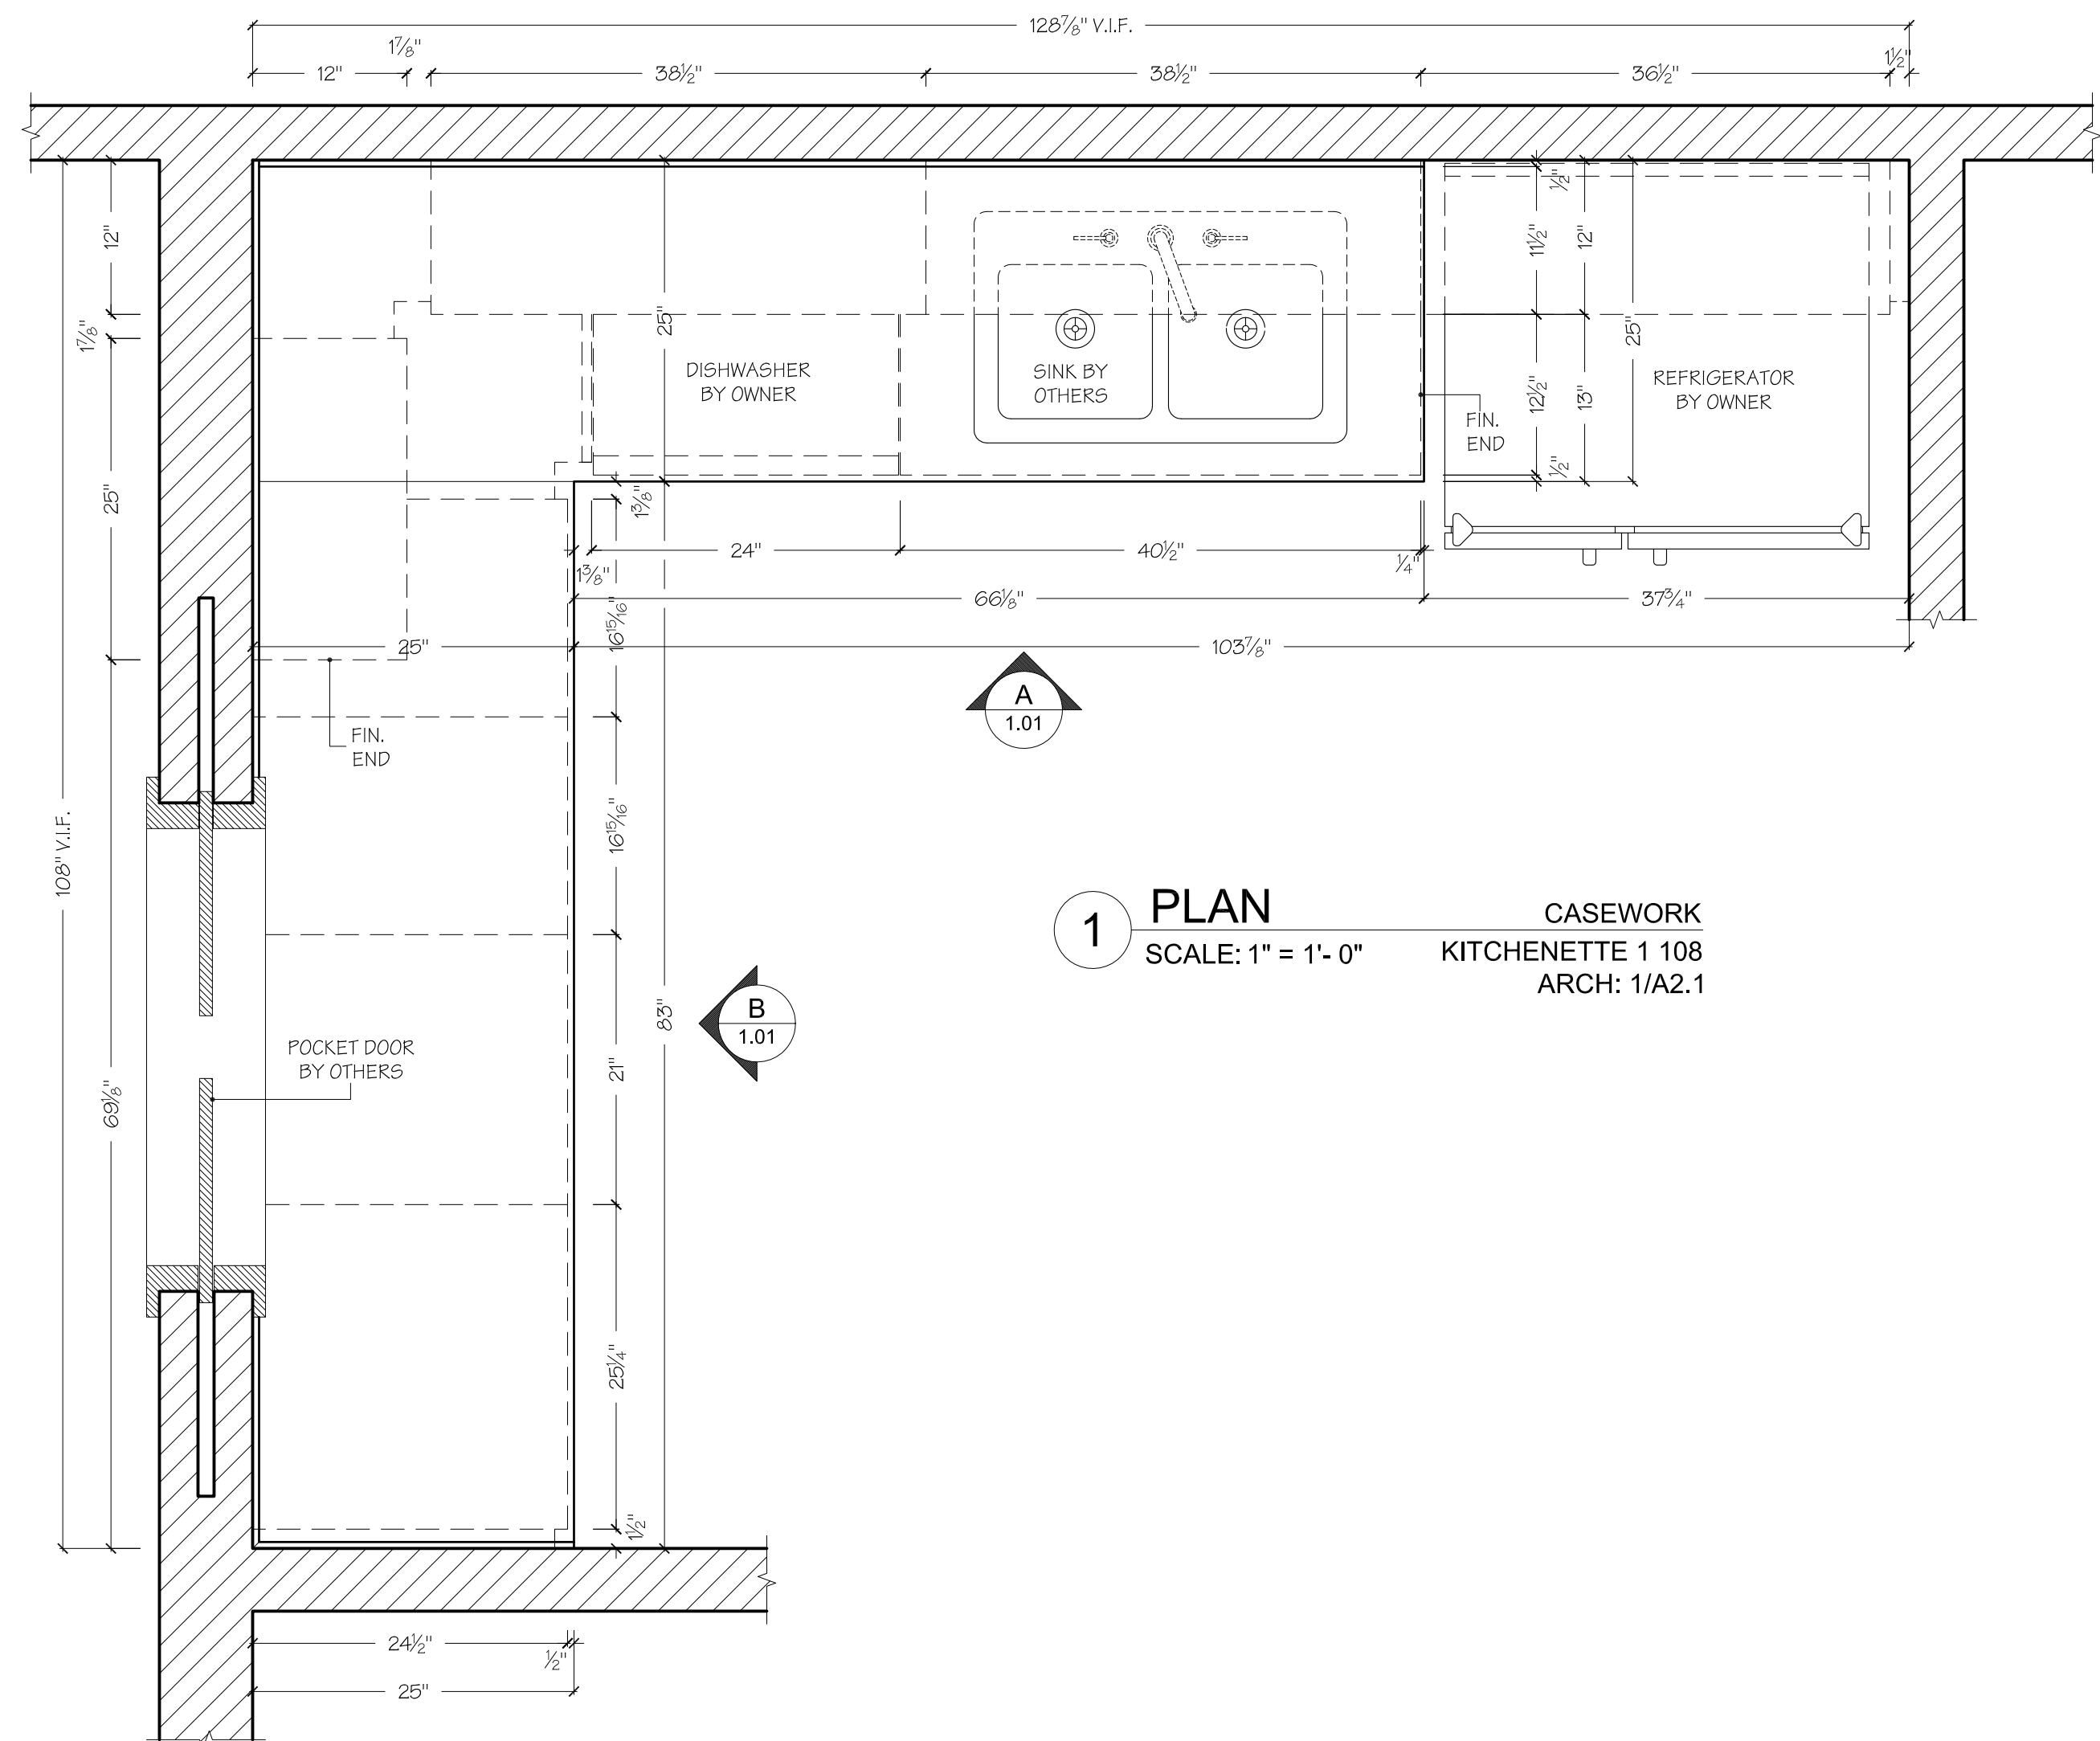 128⅞" V.I.F.
1⅞"
12"
38½"
38½"
36½"
1½"
12"
1⅞"
25"
108" V.I.F.
69⅛"
25"
DISHWASHER
BY OWNER
SINK BY
OTHERS
FIN.
END
½"
11½"
12"
25"
12½"
13"
½"
REFRIGERATOR
BY OWNER
1⅜"
24"
40½"
1⅜"
¼"
66⅛"
37¾"
25"
103⅞"
16¹⁵⁄₁₆"
FIN.
END
A
1.01
16¹⁵⁄₁₆"
83"
21"
25¼"
1½"
B
1.01
POCKET DOOR
BY OTHERS
1
PLAN
CASEWORK
SCALE: 1" = 1'- 0"
KITCHENETTE 1 108
ARCH: 1/A2.1
24½"
½"
25"